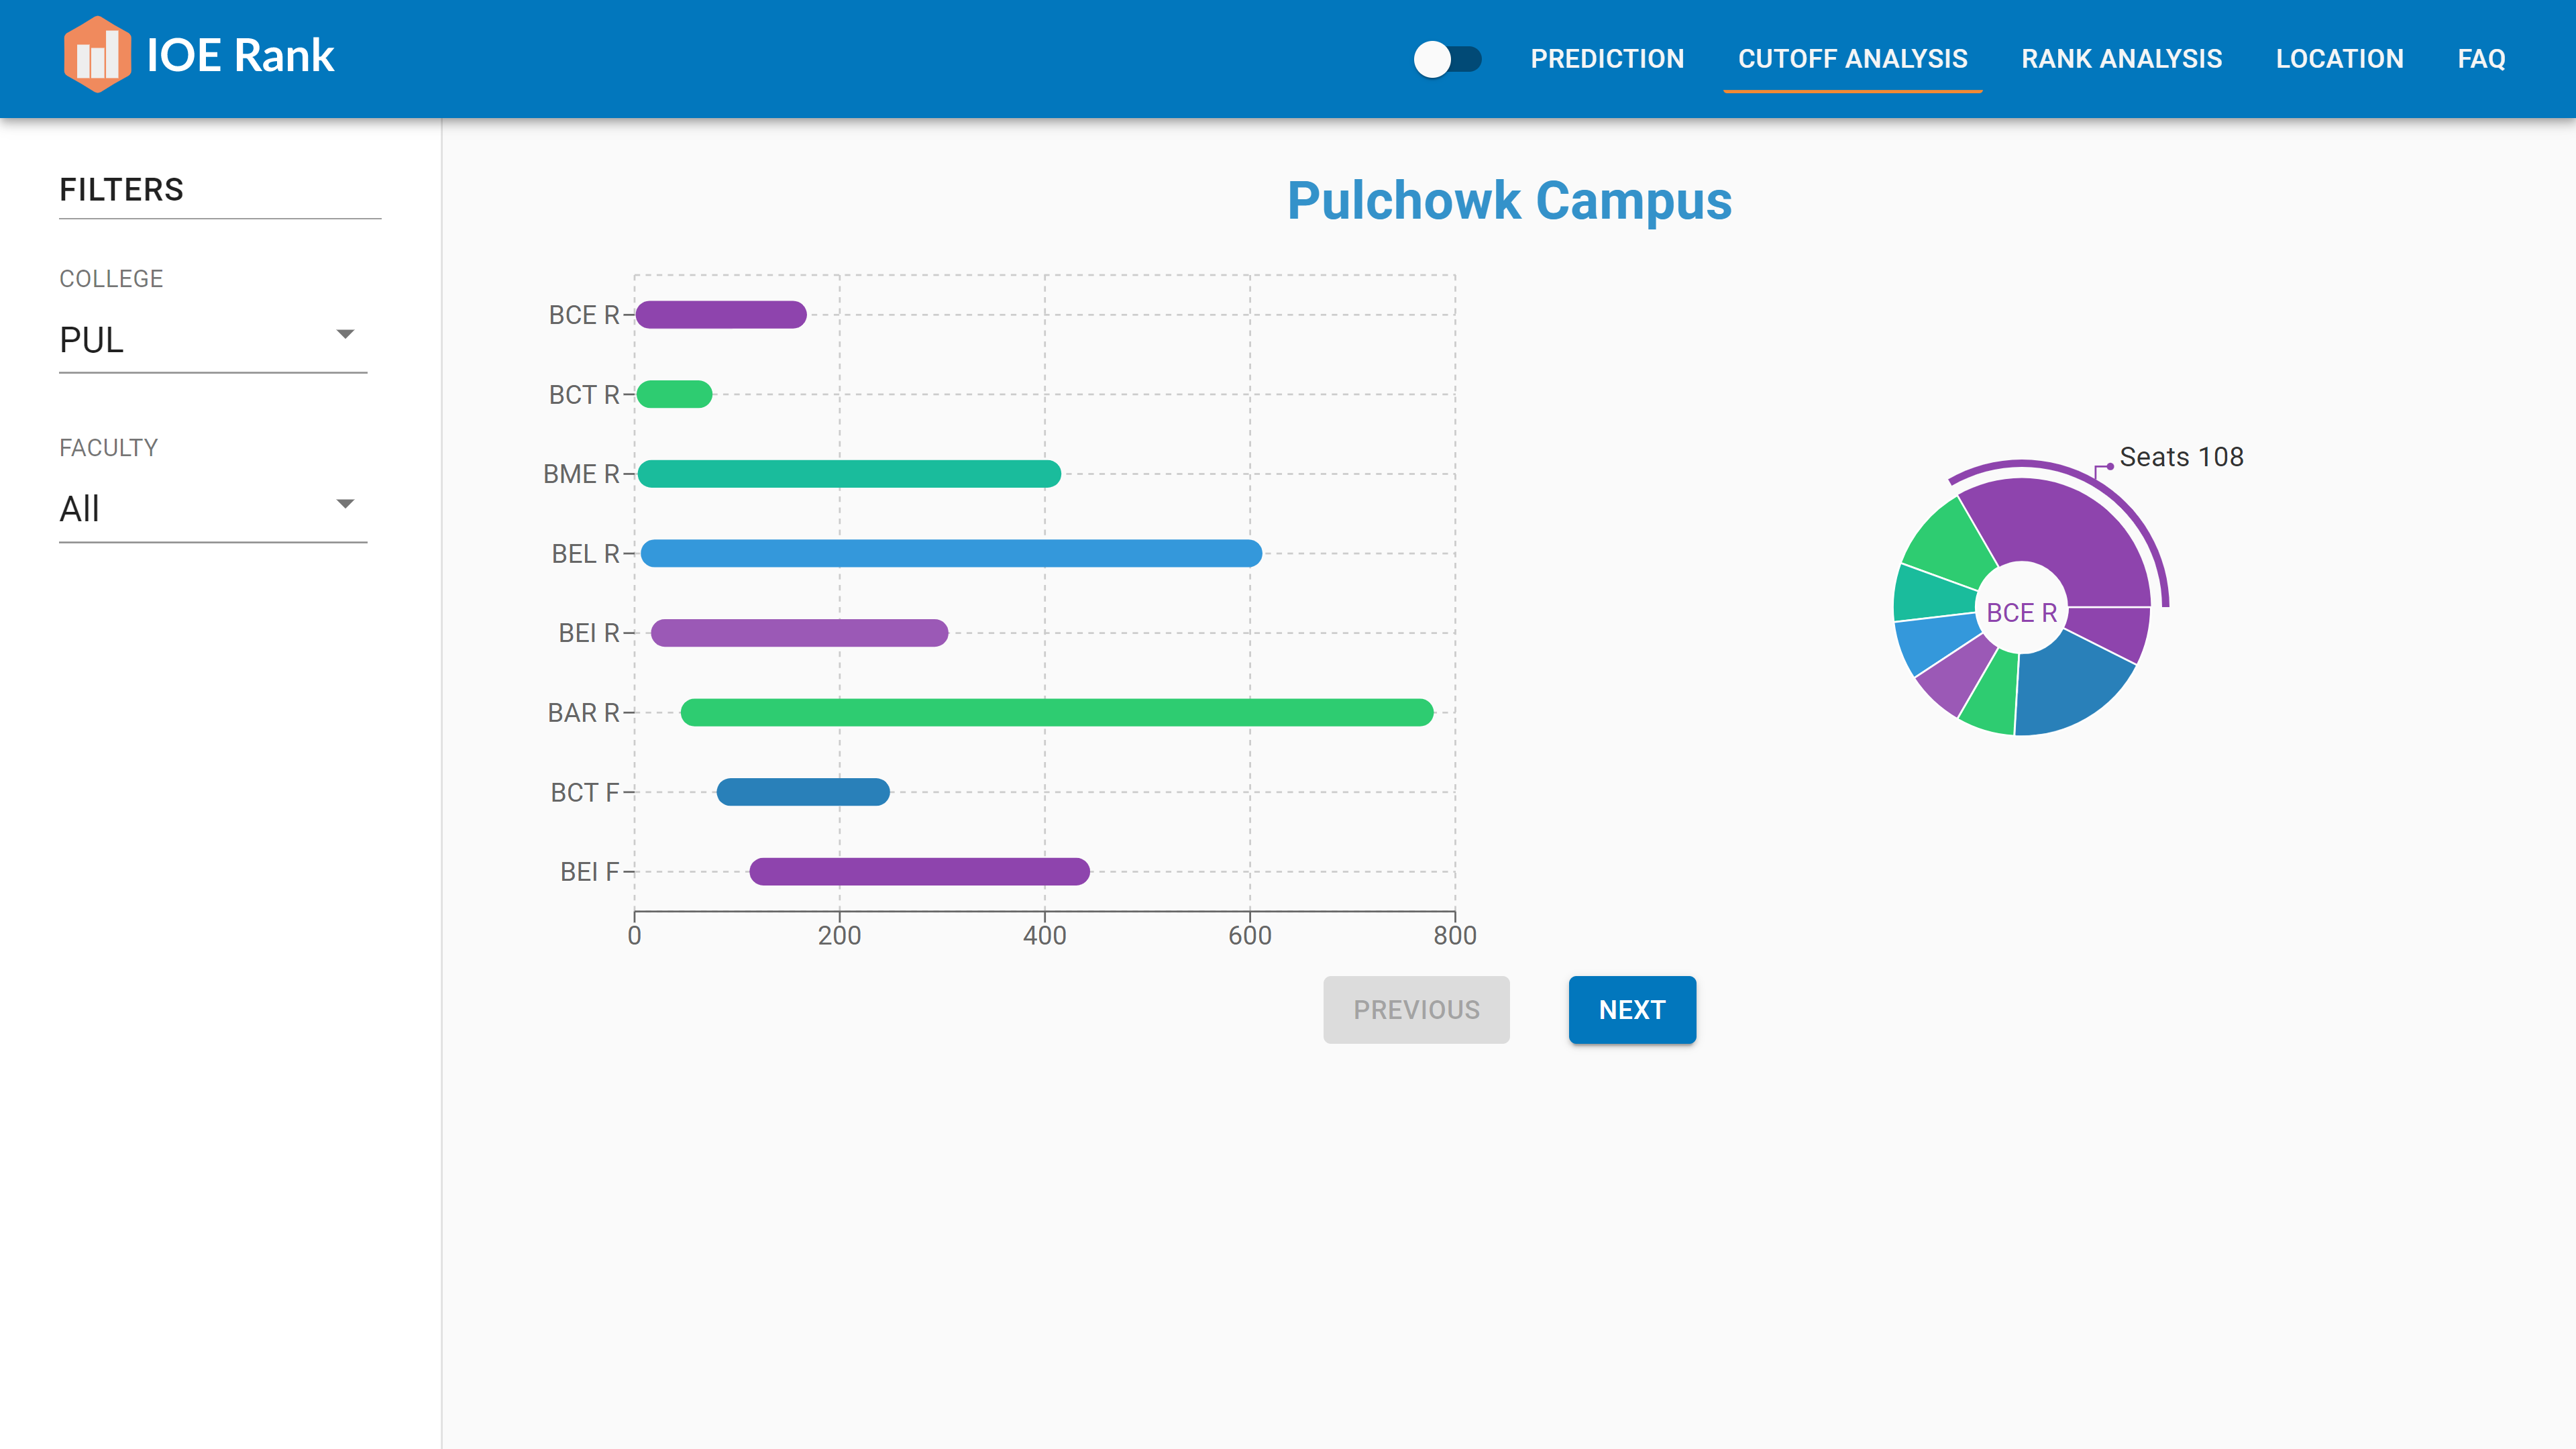 IOE Rank
PREDICTION
CUTOFF ANALYSIS
RANK ANALYSIS
LOCATION
FAQ
FILTERS
COLLEGE
PUL
FACULTY
All
Pulchowk Campus
BCE R
BCT R
BME R
BEL R
BEI R
BAR R
BCT F
BEI F
0 200 400 600 800
Seats 108
BCE R
PREVIOUS
NEXT